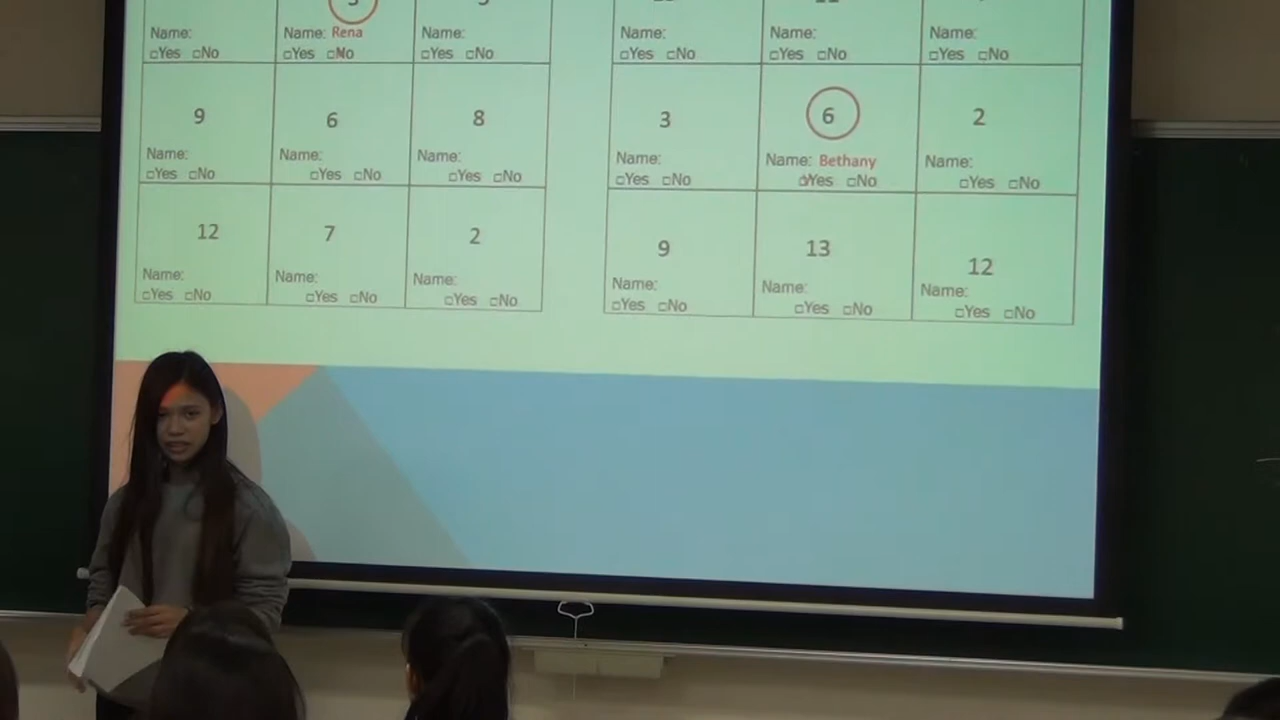 Name: Name: Rena Name:
□Yes □No □Yes □No □Yes □No
9 6 8
Name: Name: Name:
□Yes □No □Yes □No □Yes □No
12 7 2
Name: Name: Name:
□Yes □No □Yes □No □Yes □No
Name: Name: Name:
□Yes □No □Yes □No □Yes □No
3 6 2
Name: Name: Bethany Name:
□Yes □No □Yes □No □Yes □No
9 13 12
Name: Name: Name:
□Yes □No □Yes □No □Yes □No